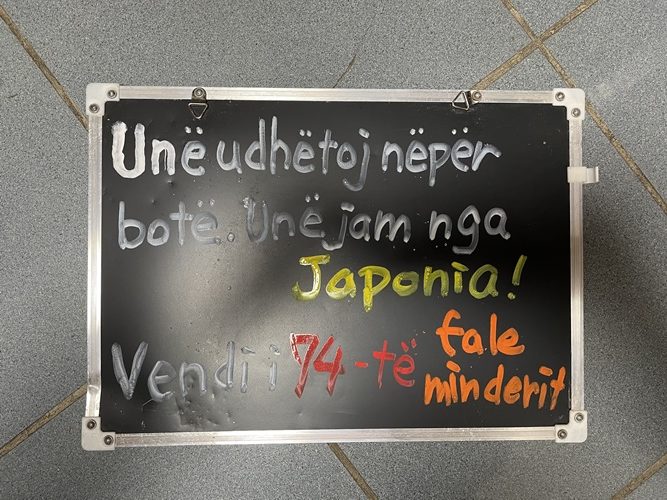 Unë udhëtoj nëpër
botë. Unë jam nga
Japonia!
Vendi i 74-të
fale
minderit